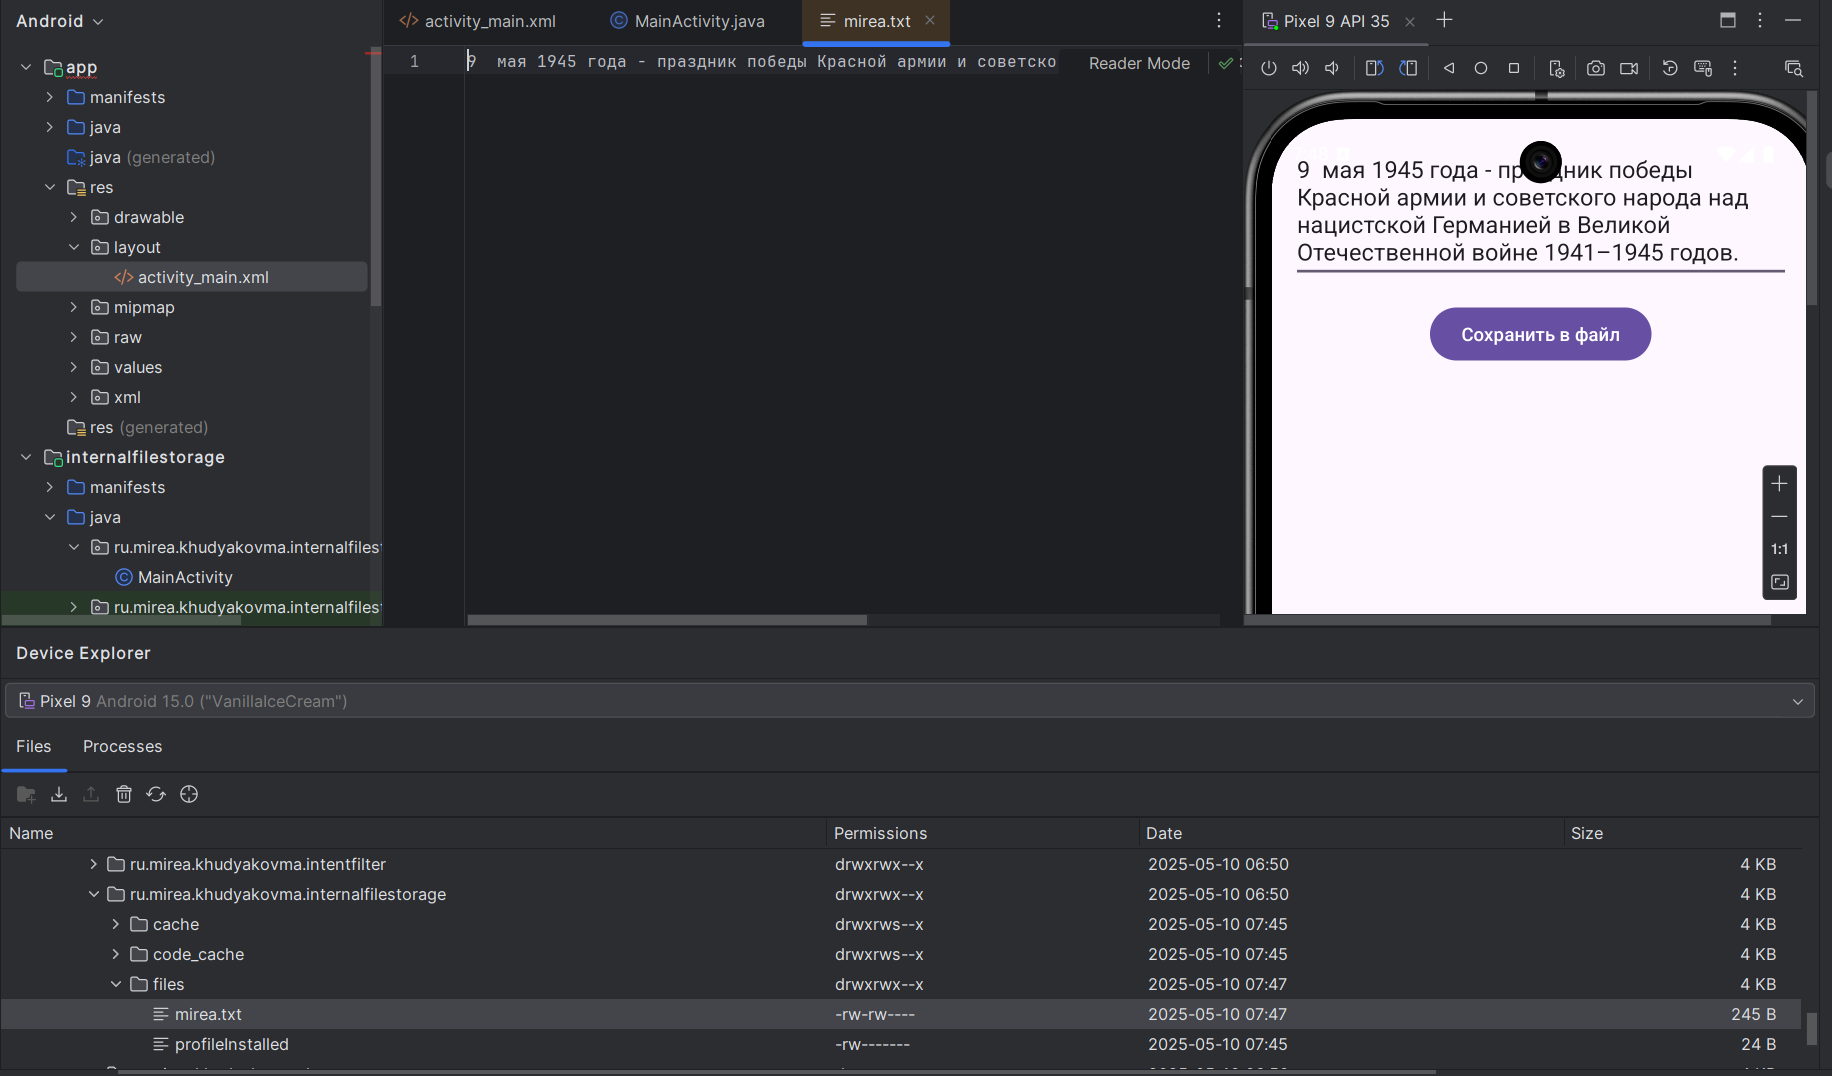 Android
activity_main.xml
MainActivity.java
mirea.txt
Pixel 9 API 35
app
manifests
java
java (generated)
res
drawable
layout
activity_main.xml
mipmap
raw
values
xml
res (generated)
internalfilestorage
manifests
java
ru.mirea.khudyakovma.internalfiles
MainActivity
ru.mirea.khudyakovma.internalfiles
1
9  мая 1945 года - праздник победы Красной армии и советско
Reader Mode
9  мая 1945 года - победы
Красной армии и советского народа над
нацистской Германией в Великой
Отечественной войне 1941–1945 годов.
Сохранить в файл
1:1
Device Explorer
Pixel 9 Android 15.0 ("VanillaIceCream")
Files Processes
Name Permissions Date Size
ru.mirea.khudyakovma.intentfilter drwxrwx--x 2025-05-10 06:50 4 KB
ru.mirea.khudyakovma.internalfilestorage drwxrwx--x 2025-05-10 06:50 4 KB
cache drwxrws--x 2025-05-10 07:45 4 KB
code_cache drwxrws--x 2025-05-10 07:45 4 KB
files drwxrwx--x 2025-05-10 07:47 4 KB
mirea.txt -rw-rw---- 2025-05-10 07:47 245 B
profileInstalled -rw------- 2025-05-10 07:45 24 B